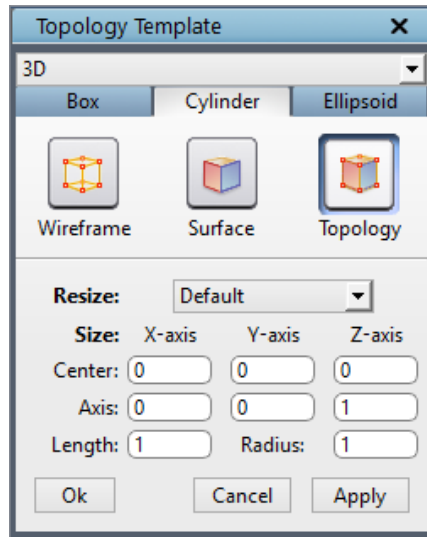 Topology Template
3D
Box Cylinder Ellipsoid
Wireframe Surface Topology
Resize: Default
Size: X-axis Y-axis Z-axis
Center: 0 0 0
Axis: 0 0 1
Length: 1 Radius: 1
Ok Cancel Apply